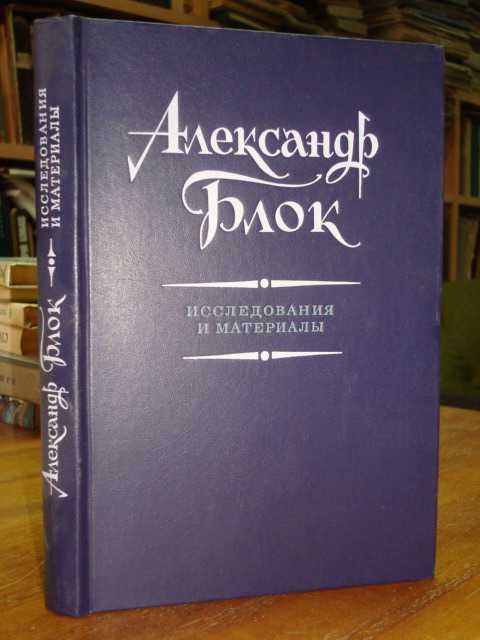 Александр
Блок
ИССЛЕДОВАНИЯ
И МАТЕРИАЛЫ
Александр Блок
ИССЛЕДОВАНИЯ
И МАТЕРИАЛЫ